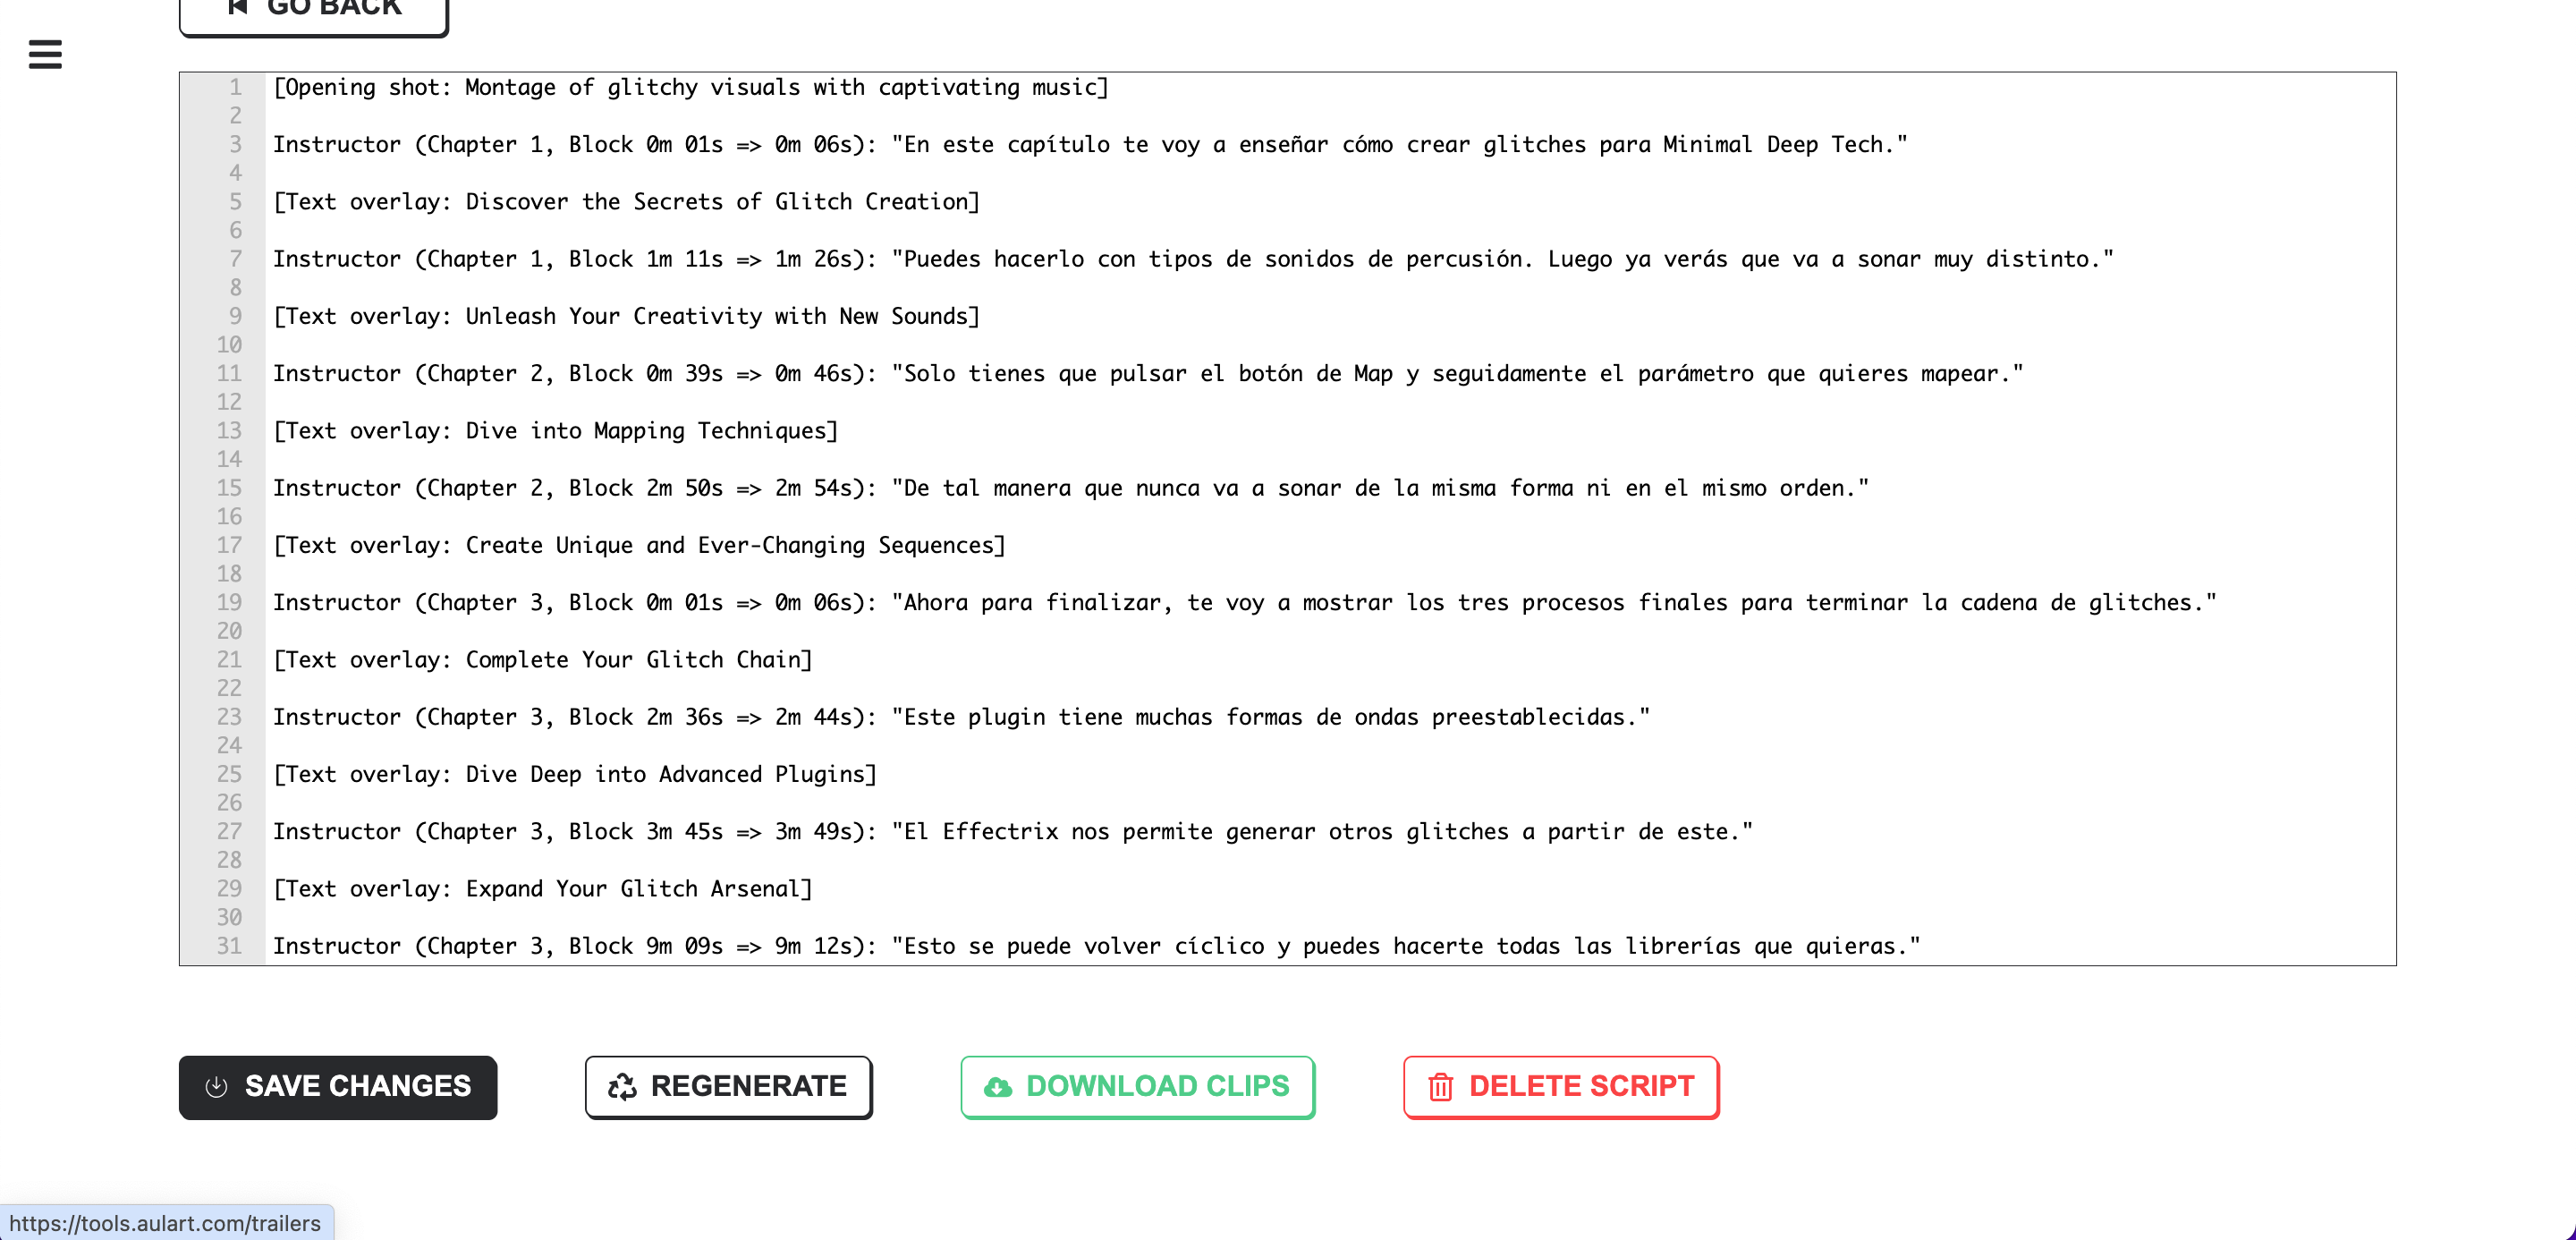 GO BACK
1 [Opening shot: Montage of glitchy visuals with captivating music]
2
3 Instructor (Chapter 1, Block 0m 01s => 0m 06s): "En este capítulo te voy a enseñar cómo crear glitches para Minimal Deep Tech."
4
5 [Text overlay: Discover the Secrets of Glitch Creation]
6
7 Instructor (Chapter 1, Block 1m 11s => 1m 26s): "Puedes hacerlo con tipos de sonidos de percusión. Luego ya verás que va a sonar muy distinto."
8
9 [Text overlay: Unleash Your Creativity with New Sounds]
10
11 Instructor (Chapter 2, Block 0m 39s => 0m 46s): "Solo tienes que pulsar el botón de Map y seguidamente el parámetro que quieres mapear."
12
13 [Text overlay: Dive into Mapping Techniques]
14
15 Instructor (Chapter 2, Block 2m 50s => 2m 54s): "De tal manera que nunca va a sonar de la misma forma ni en el mismo orden."
16
17 [Text overlay: Create Unique and Ever-Changing Sequences]
18
19 Instructor (Chapter 3, Block 0m 01s => 0m 06s): "Ahora para finalizar, te voy a mostrar los tres procesos finales para terminar la cadena de glitches."
20
21 [Text overlay: Complete Your Glitch Chain]
22
23 Instructor (Chapter 3, Block 2m 36s => 2m 44s): "Este plugin tiene muchas formas de ondas preestablecidas."
24
25 [Text overlay: Dive Deep into Advanced Plugins]
26
27 Instructor (Chapter 3, Block 3m 45s => 3m 49s): "El Effectrix nos permite generar otros glitches a partir de este."
28
29 [Text overlay: Expand Your Glitch Arsenal]
30
31 Instructor (Chapter 3, Block 9m 09s => 9m 12s): "Esto se puede volver cíclico y puedes hacerte todas las librerías que quieras."
SAVE CHANGES REGENERATE DOWNLOAD CLIPS DELETE SCRIPT
https://tools.aulart.com/trailers